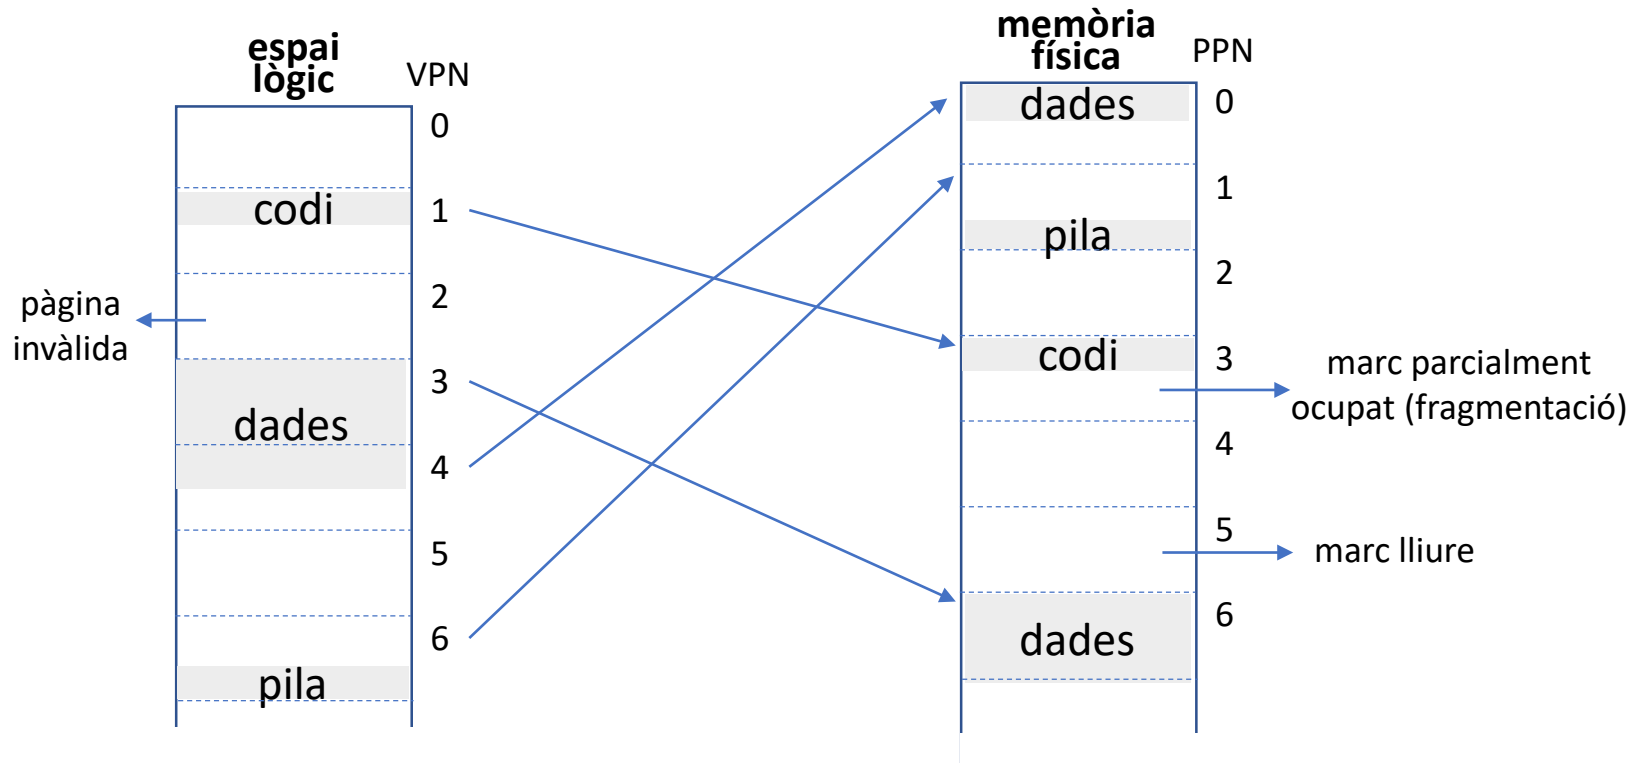 espai
lògic
VPN
0
codi
1
2
pàgina
invàlida
3
dades
4
5
6
pila
memòria
física
PPN
dades
0
1
pila
2
codi
3
marc parcialment
ocupat (fragmentació)
4
5
marc lliure
6
dades